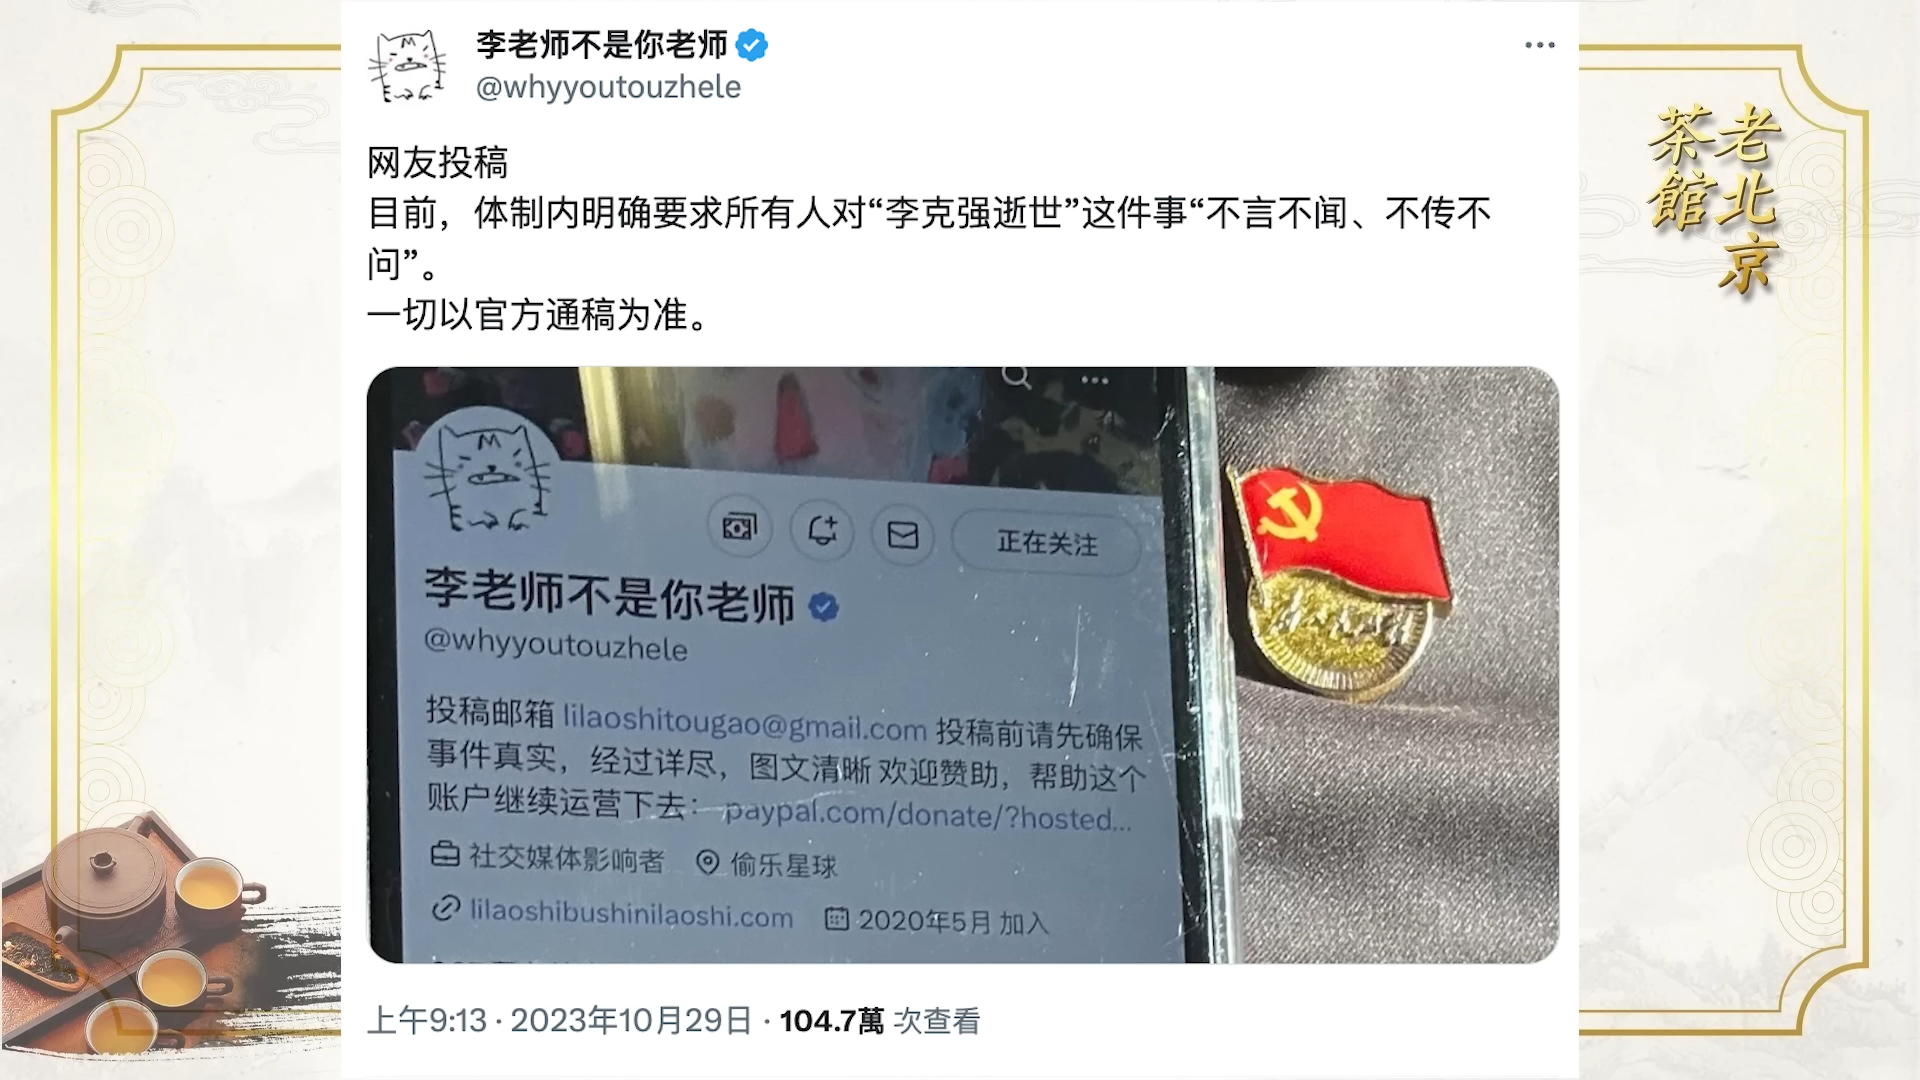 李老师不是你老师
@whyyoutouzhele
网友投稿
目前，体制内明确要求所有人对“李克强逝世”这件事“不言不闻、不传不
问”。
一切以官方通稿为准。
正在关注
李老师不是你老师
@whyyoutouzhele
投稿邮箱 lilaoshitougao@gmail.com 投稿前请先确保
事件真实，经过详尽，图文清晰 欢迎赞助，帮助这个
账户继续运营下去： paypal.com/donate/?hosted...
社交媒体影响者 偷乐星球
lilaoshibushinilaoshi.com 2020年5月 加入
上午9:13 · 2023年10月29日 · 104.7萬 次查看
老北京
茶館